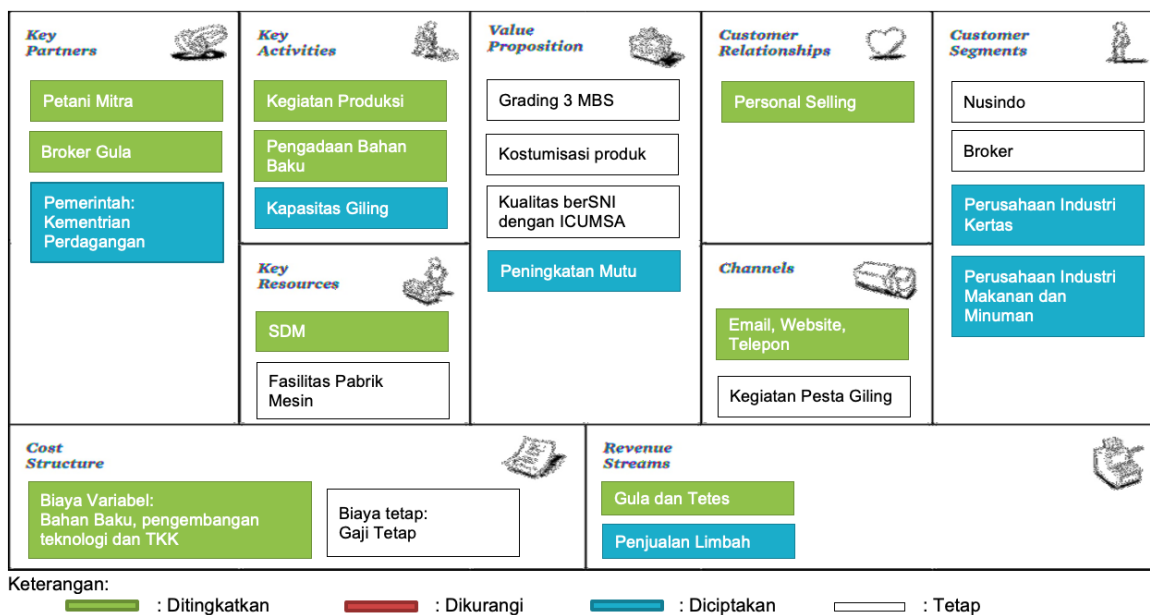 Key
Partners
Petani Mitra
Broker Gula
Pemerintah:
Kementrian
Perdagangan
Key
Activities
Kegiatan Produksi
Pengadaan Bahan
Baku
Kapasitas Giling
Key
Resources
SDM
Fasilitas Pabrik
Mesin
Value
Proposition
Grading 3 MBS
Kostumisasi produk
Kualitas berSNI
dengan ICUMSA
Peningkatan Mutu
Customer
Relationships
Personal Selling
Channels
Email, Website,
Telepon
Kegiatan Pesta Giling
Customer
Segments
Nusindo
Broker
Perusahaan Industri
Kertas
Perusahaan Industri
Makanan dan
Minuman
Cost
Structure
Biaya Variabel:
Bahan Baku, pengembangan
teknologi dan TKK
Biaya tetap:
Gaji Tetap
Revenue
Streams
Gula dan Tetes
Penjualan Limbah
Keterangan:
: Ditingkatkan
: Dikurangi
: Diciptakan
: Tetap